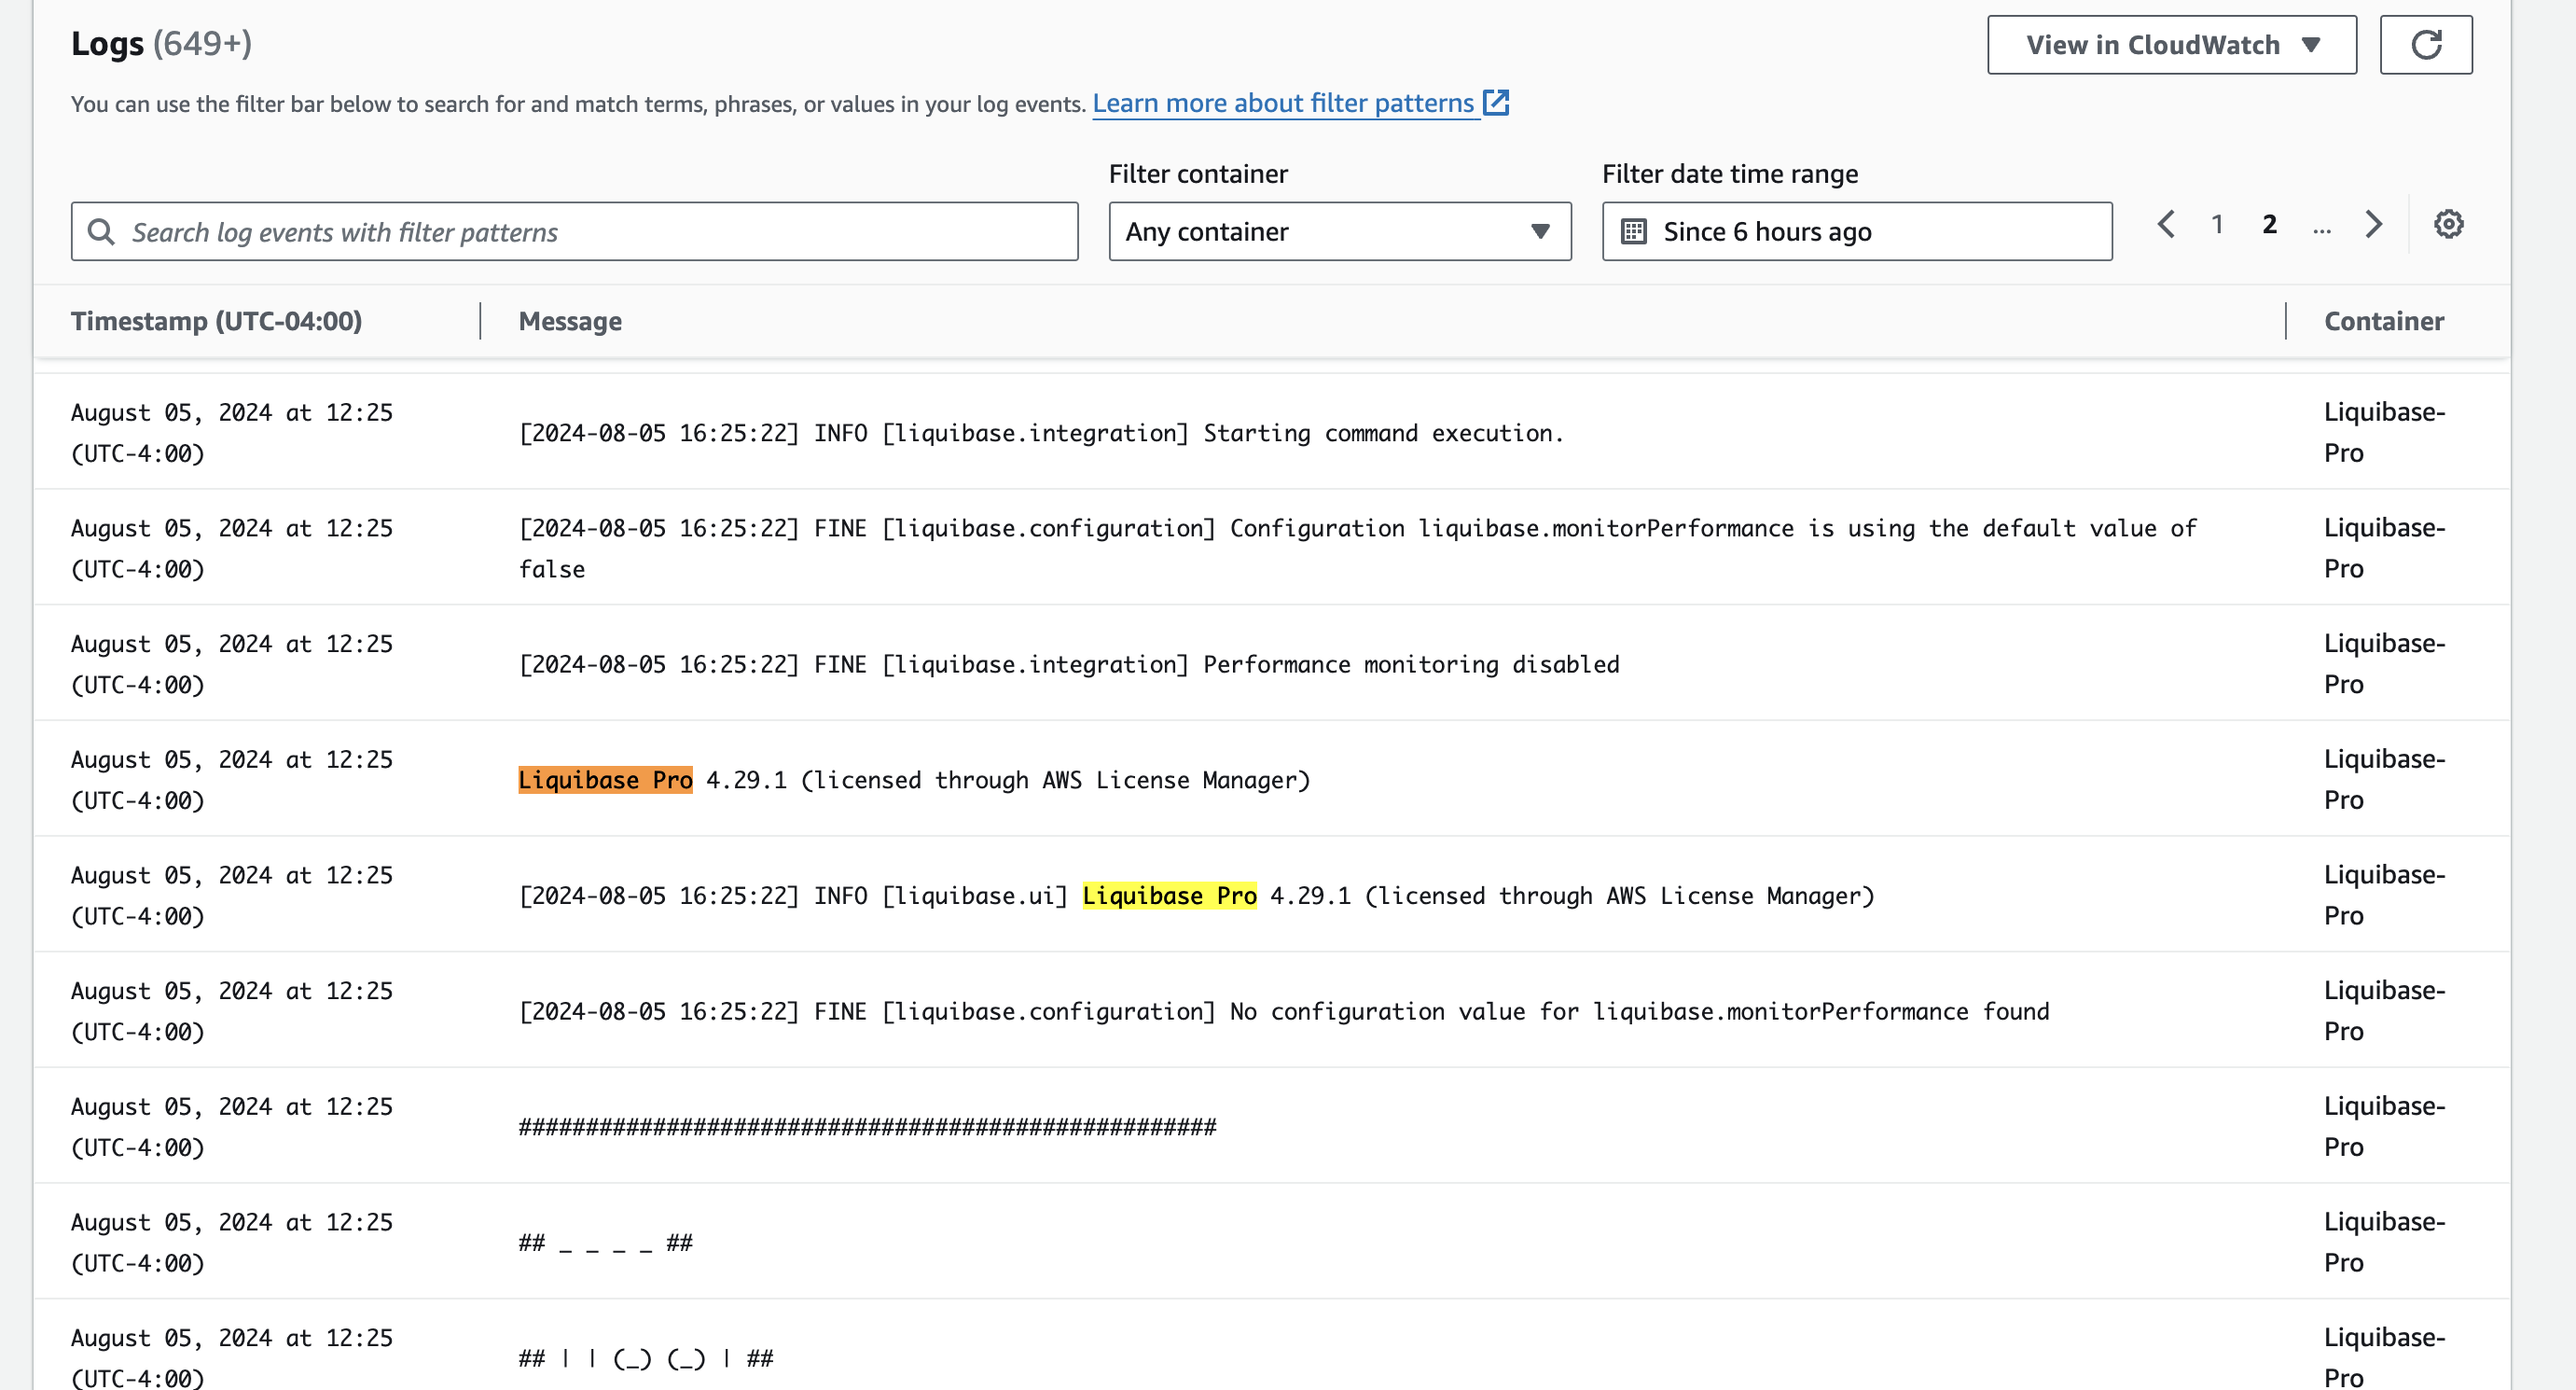 Logs (649+)
View in CloudWatch ▼
You can use the filter bar below to search for and match terms, phrases, or values in your log events. Learn more about filter patterns
Filter container
Filter date time range
Search log events with filter patterns
Any container
Since 6 hours ago
1 2 ...
Timestamp (UTC-04:00)
Message
Container
August 05, 2024 at 12:25
(UTC-4:00)
[2024-08-05 16:25:22] INFO [liquibase.integration] Starting command execution.
Liquibase-
Pro
August 05, 2024 at 12:25
(UTC-4:00)
[2024-08-05 16:25:22] FINE [liquibase.configuration] Configuration liquibase.monitorPerformance is using the default value of
false
Liquibase-
Pro
August 05, 2024 at 12:25
(UTC-4:00)
[2024-08-05 16:25:22] FINE [liquibase.integration] Performance monitoring disabled
Liquibase-
Pro
August 05, 2024 at 12:25
(UTC-4:00)
Liquibase Pro 4.29.1 (licensed through AWS License Manager)
Liquibase-
Pro
August 05, 2024 at 12:25
(UTC-4:00)
[2024-08-05 16:25:22] INFO [liquibase.ui] Liquibase Pro 4.29.1 (licensed through AWS License Manager)
Liquibase-
Pro
August 05, 2024 at 12:25
(UTC-4:00)
[2024-08-05 16:25:22] FINE [liquibase.configuration] No configuration value for liquibase.monitorPerformance found
Liquibase-
Pro
August 05, 2024 at 12:25
(UTC-4:00)
####################################################
Liquibase-
Pro
August 05, 2024 at 12:25
(UTC-4:00)
## _ _ _ _ ##
Liquibase-
Pro
August 05, 2024 at 12:25
(UTC-4:00)
## | | (_) (_) | ##
Liquibase-
Pro